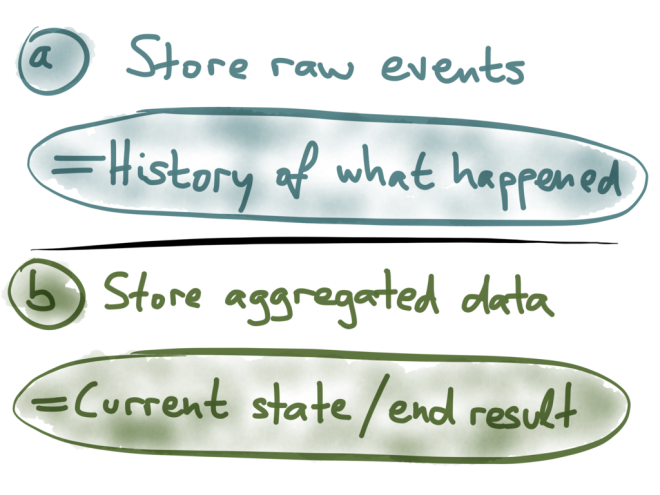 a Store raw events
=History of what happened
b Store aggregated data
=Current state/end result